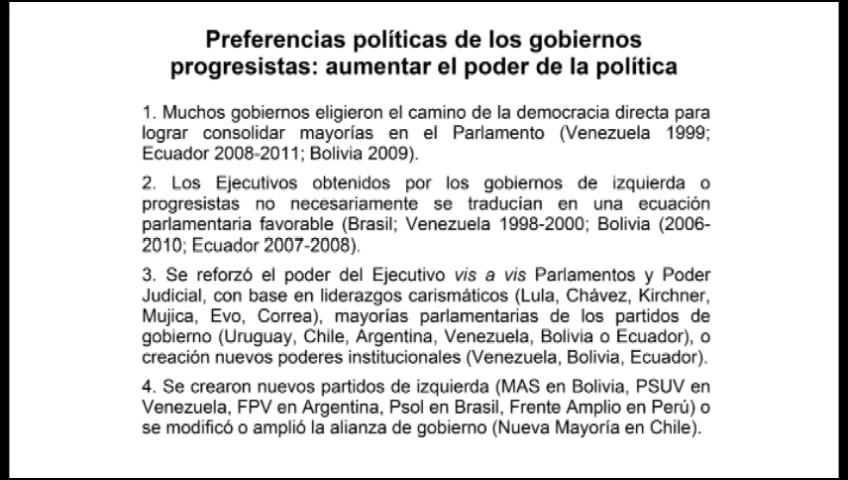 Preferencias políticas de los gobiernos
progresistas: aumentar el poder de la política
1. Muchos gobiernos eligieron el camino de la democracia directa para
lograr consolidar mayorías en el Parlamento (Venezuela 1999;
Ecuador 2008-2011; Bolivia 2009).
2. Los Ejecutivos obtenidos por los gobiernos de izquierda o
progresistas no necesariamente se traducían en una ecuación
parlamentaria favorable (Brasil; Venezuela 1998-2000; Bolivia (2006-
2010; Ecuador 2007-2008).
3. Se reforzó el poder del Ejecutivo vis a vis Parlamentos y Poder
Judicial, con base en liderazgos carismáticos (Lula, Chávez, Kirchner,
Mujica, Evo, Correa), mayorías parlamentarias de los partidos de
gobierno (Uruguay, Chile, Argentina, Venezuela, Bolivia o Ecuador), o
creación nuevos poderes institucionales (Venezuela, Bolivia, Ecuador).
4. Se crearon nuevos partidos de izquierda (MAS en Bolivia, PSUV en
Venezuela, FPV en Argentina, Psol en Brasil, Frente Amplio en Perú) o
se modificó o amplió la alianza de gobierno (Nueva Mayoría en Chile).